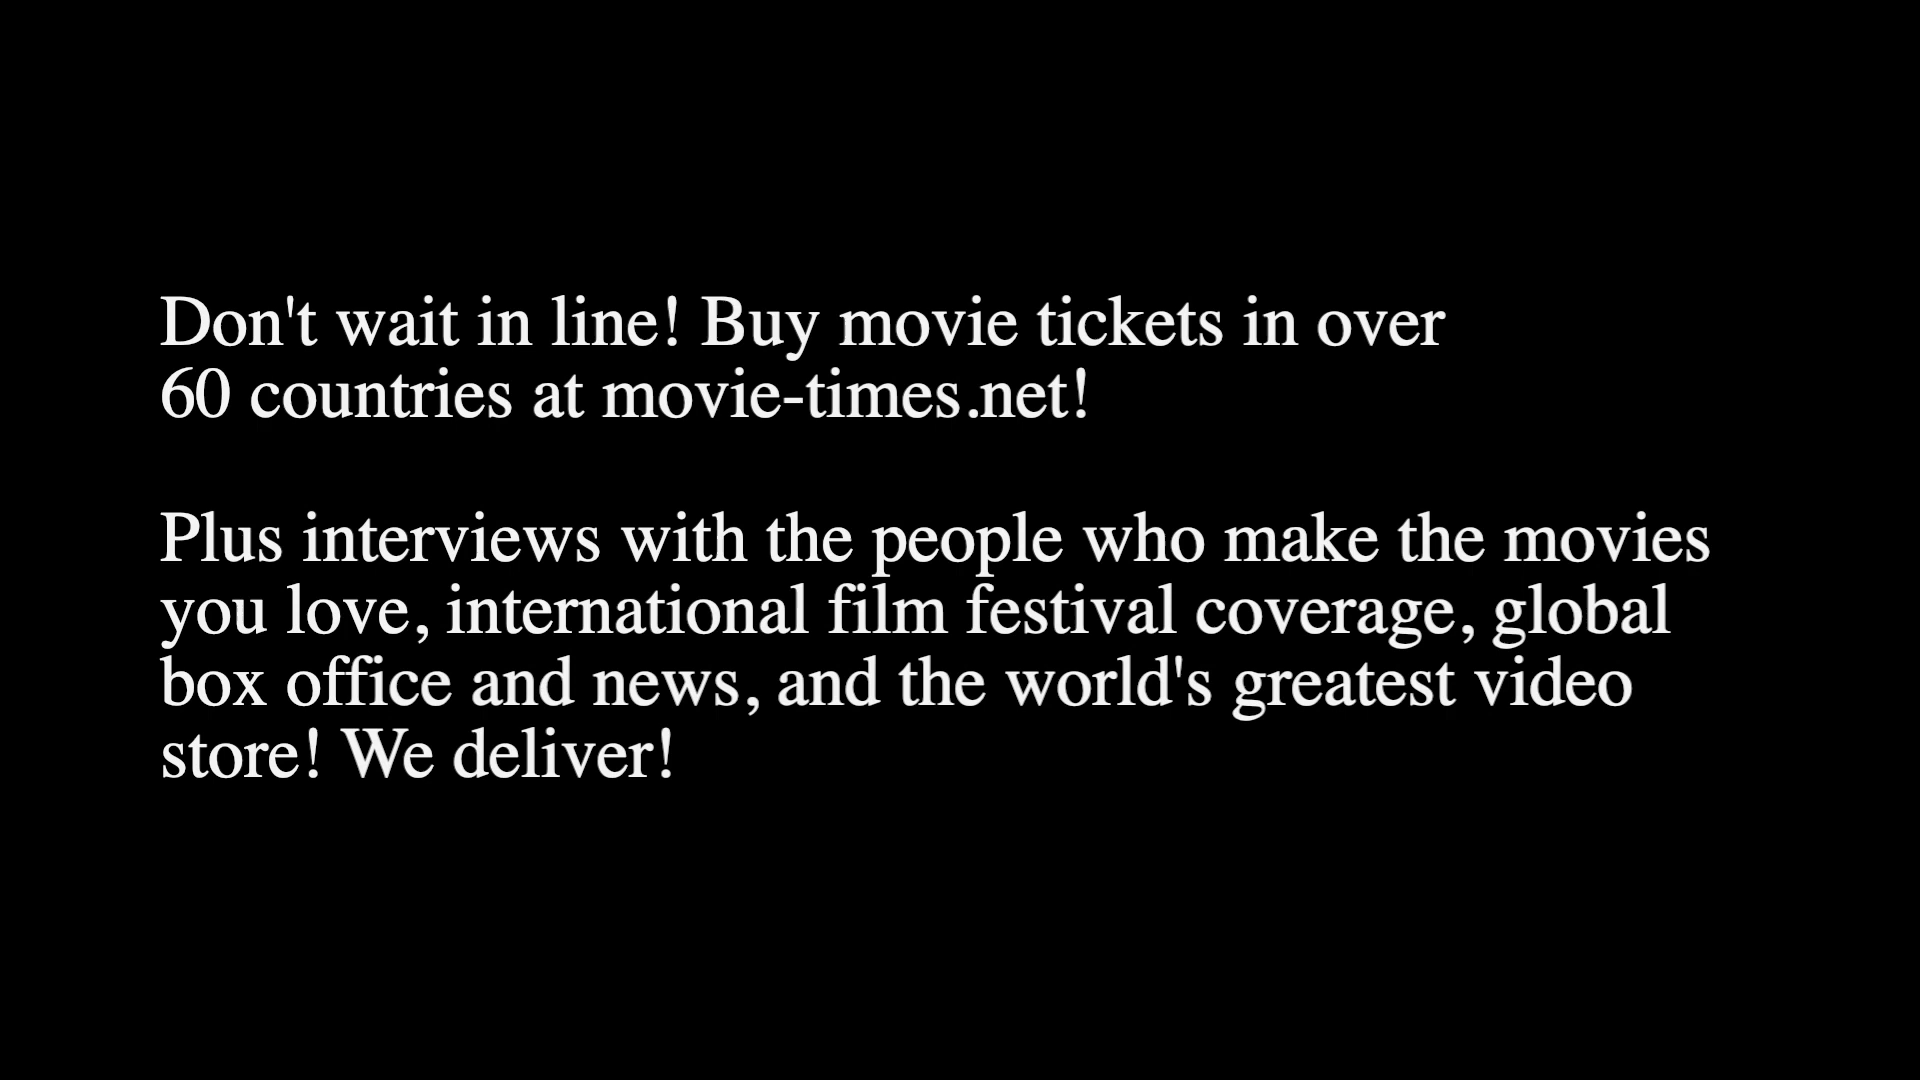 Don't wait in line! Buy movie tickets in over
60 countries at movie-times.net!
Plus interviews with the people who make the movies
you love, international film festival coverage, global
box office and news, and the world's greatest video
store! We deliver!